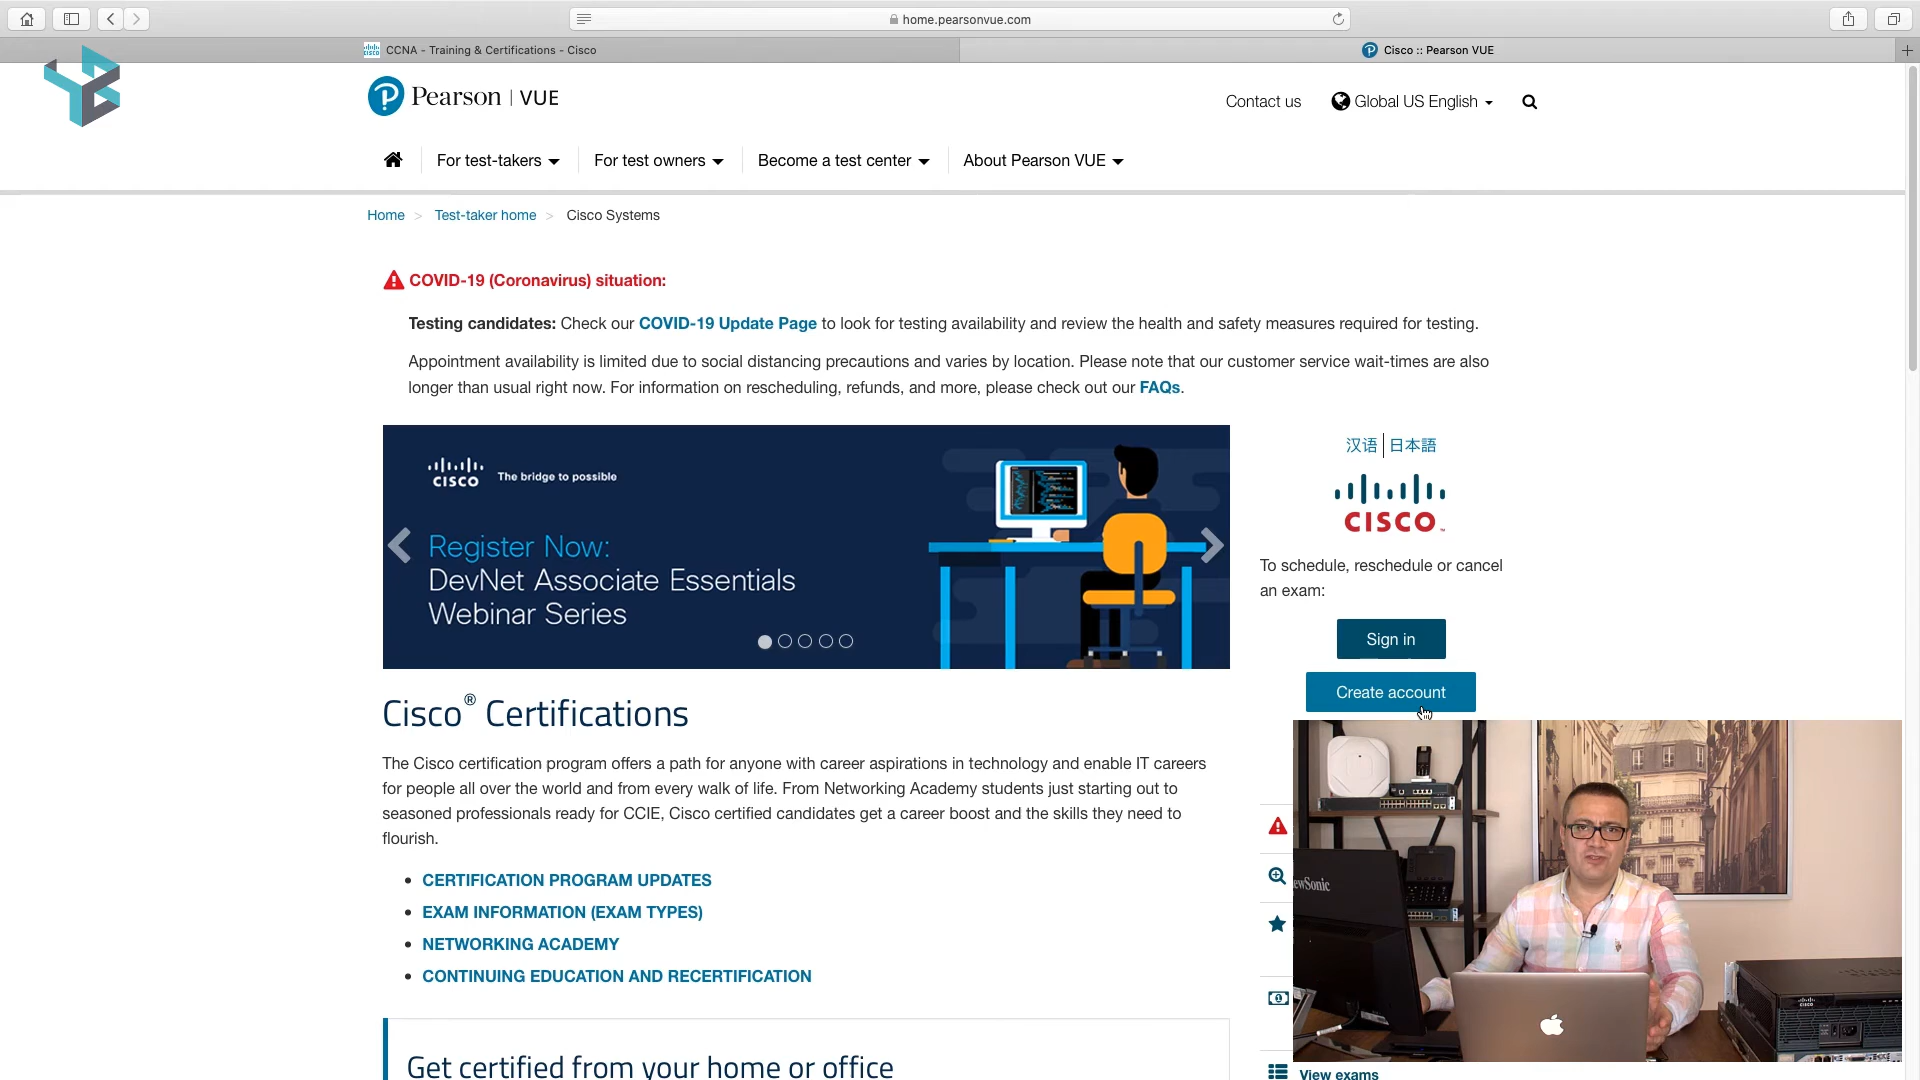 home.pearsonvue.com
CCNA - Training & Certifications - Cisco
Cisco :: Pearson VUE
Pearson | VUE
Contact us
Global US English
For test-takers
For test owners
Become a test center
About Pearson VUE
Home > Test-taker home > Cisco Systems
COVID-19 (Coronavirus) situation:
Testing candidates: Check our COVID-19 Update Page to look for testing availability and review the health and safety measures required for testing.
Appointment availability is limited due to social distancing precautions and varies by location. Please note that our customer service wait-times are also
longer than usual right now. For information on rescheduling, refunds, and more, please check out our FAQs.
CISCO
The bridge to possible
Register Now:
DevNet Associate Essentials
Webinar Series
汉语 | 日本語
CISCO
To schedule, reschedule or cancel
an exam:
Sign in
Create account
Cisco® Certifications
The Cisco certification program offers a path for anyone with career aspirations in technology and enable IT careers
for people all over the world and from every walk of life. From Networking Academy students just starting out to
seasoned professionals ready for CCIE, Cisco certified candidates get a career boost and the skills they need to
flourish.
CERTIFICATION PROGRAM UPDATES
EXAM INFORMATION (EXAM TYPES)
NETWORKING ACADEMY
CONTINUING EDUCATION AND RECERTIFICATION
Get certified from your home or office
ewSonic
CISCO
View exams